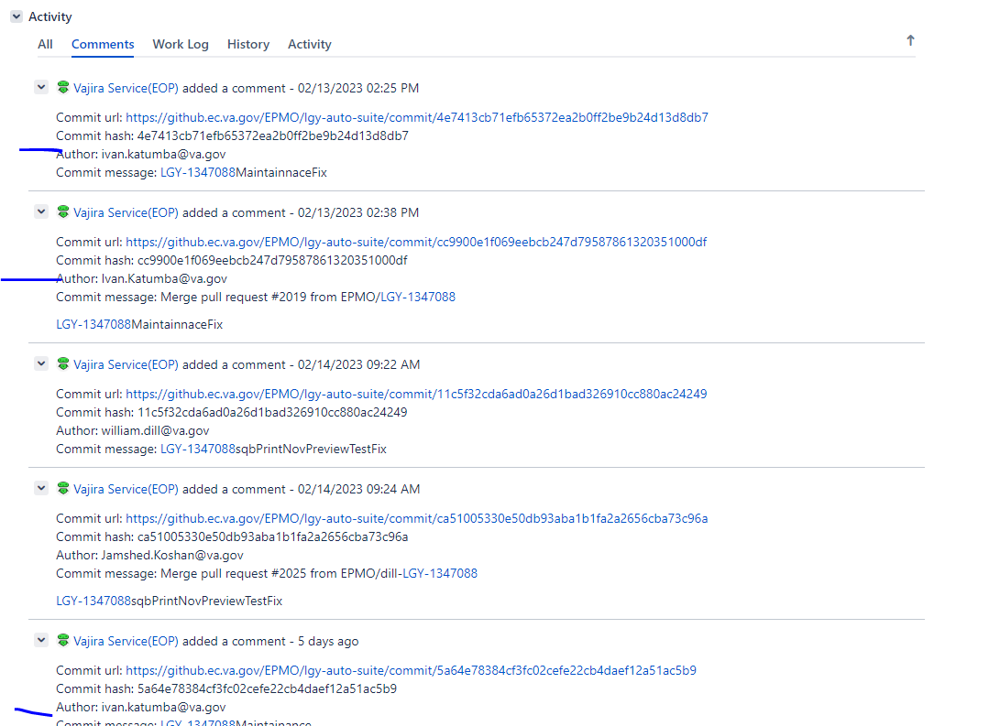 Activity
All Comments Work Log History Activity
Vajira Service(EOP) added a comment - 02/13/2023 02:25 PM
Commit url: https://github.ec.va.gov/EPMO/lgy-auto-suite/commit/4e7413cb71efb65372ea2b0ff2be9b24d13d8db7
Commit hash: 4e7413cb71efb65372ea2b0ff2be9b24d13d8db7
Author: ivan.katumba@va.gov
Commit message: LGY-1347088MaintainnaceFix
Vajira Service(EOP) added a comment - 02/13/2023 02:38 PM
Commit url: https://github.ec.va.gov/EPMO/lgy-auto-suite/commit/cc9900e1f069eebcb247d79587861320351000df
Commit hash: cc9900e1f069eebcb247d79587861320351000df
Author: Ivan.Katumba@va.gov
Commit message: Merge pull request #2019 from EPMO/LGY-1347088
LGY-1347088MaintainnaceFix
Vajira Service(EOP) added a comment - 02/14/2023 09:22 AM
Commit url: https://github.ec.va.gov/EPMO/lgy-auto-suite/commit/11c5f32cda6ad0a26d1bad326910cc880ac24249
Commit hash: 11c5f32cda6ad0a26d1bad326910cc880ac24249
Author: william.dill@va.gov
Commit message: LGY-1347088sqbPrintNovPreviewTestFix
Vajira Service(EOP) added a comment - 02/14/2023 09:24 AM
Commit url: https://github.ec.va.gov/EPMO/lgy-auto-suite/commit/ca51005330e50db93aba1b1fa2a2656cba73c96a
Commit hash: ca51005330e50db93aba1b1fa2a2656cba73c96a
Author: Jamshed.Koshan@va.gov
Commit message: Merge pull request #2025 from EPMO/dill-LGY-1347088
LGY-1347088sqbPrintNovPreviewTestFix
Vajira Service(EOP) added a comment - 5 days ago
Commit url: https://github.ec.va.gov/EPMO/lgy-auto-suite/commit/5a64e78384cf3fc02cefe22cb4daef12a51ac5b9
Commit hash: 5a64e78384cf3fc02cefe22cb4daef12a51ac5b9
Author: ivan.katumba@va.gov
Commit message: LGY-1347088Maintainance